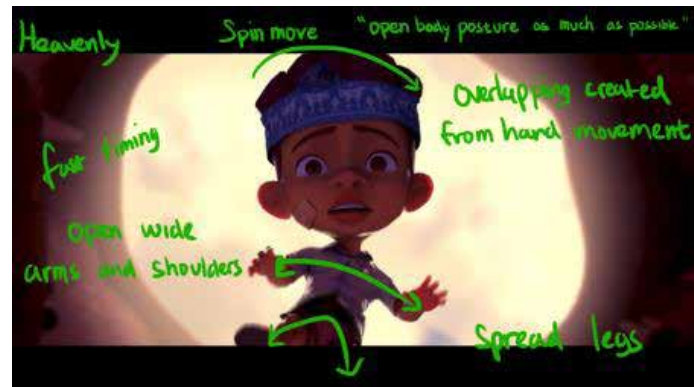 Heavenly
Spin move
"Open body posture as much as possible"
Overlapping created
from hand movement
fast timing
open wide
arms and shoulders
Spread legs